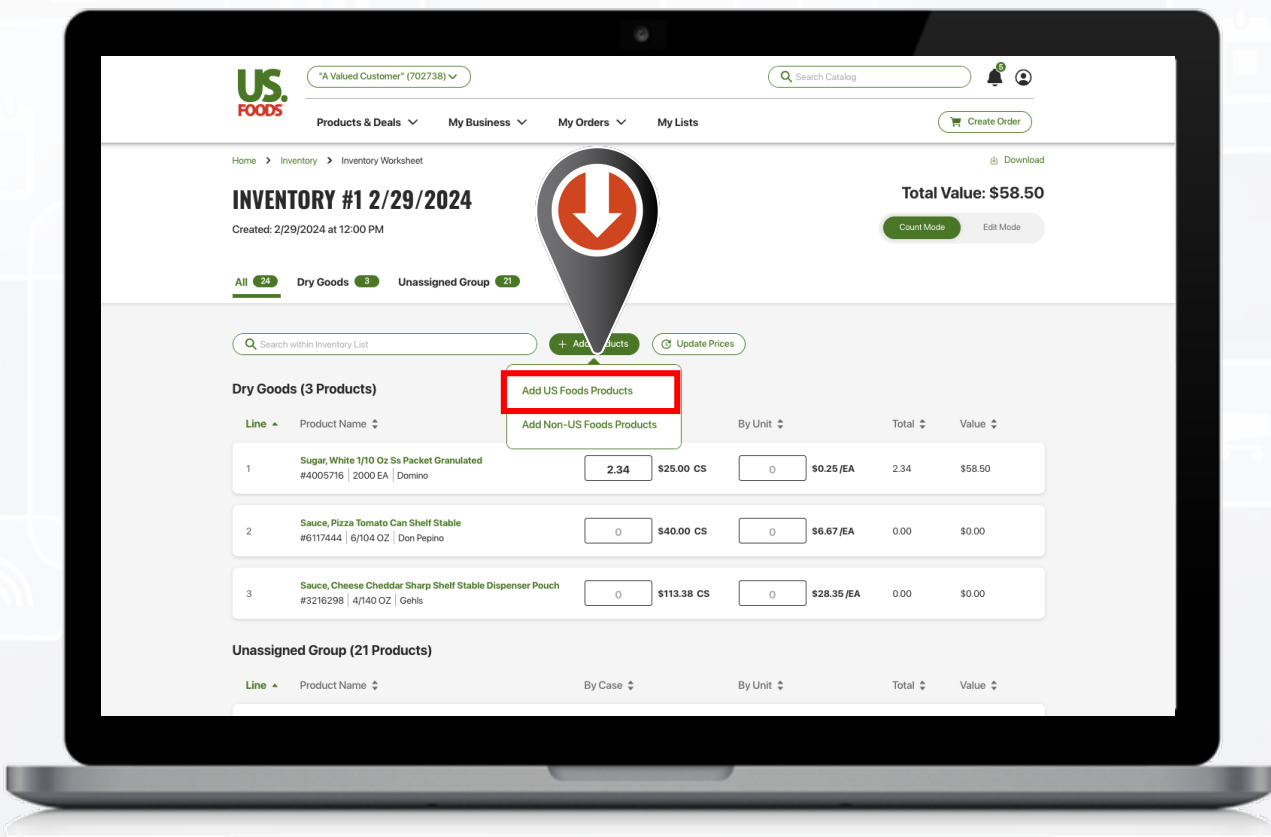 US.
FOODS
"A Valued Customer" (702738)
Search Catalog
5
Products & Deals
My Business
My Orders
My Lists
Create Order
Home > Inventory > Inventory Worksheet
Download
INVENTORY #1 2/29/2024
Total Value: $58.50
Created: 2/29/2024 at 12:00 PM
Count Mode
Edit Mode
All 24
Dry Goods 3
Unassigned Group 21
Search within Inventory List
+
Update Prices
Dry Goods (3 Products)
Add US Foods Products
Add Non-US Foods Products
Line Product Name By Unit Total Value
1 Sugar, White 1/10 Oz Ss Packet Granulated 2.34 $25.00 CS 0 $0.25 /EA 2.34 $58.50
#4005716 | 2000 EA | Domino
2 Sauce, Pizza Tomato Can Shelf Stable 0 $40.00 CS 0 $6.67 /EA 0.00 $0.00
#6117444 | 6/104 OZ | Don Pepino
3 Sauce, Cheese Cheddar Sharp Shelf Stable Dispenser Pouch 0 $113.38 CS 0 $28.35 /EA 0.00 $0.00
#3216298 | 4/140 OZ | Gehls
Unassigned Group (21 Products)
Line Product Name By Case By Unit Total Value